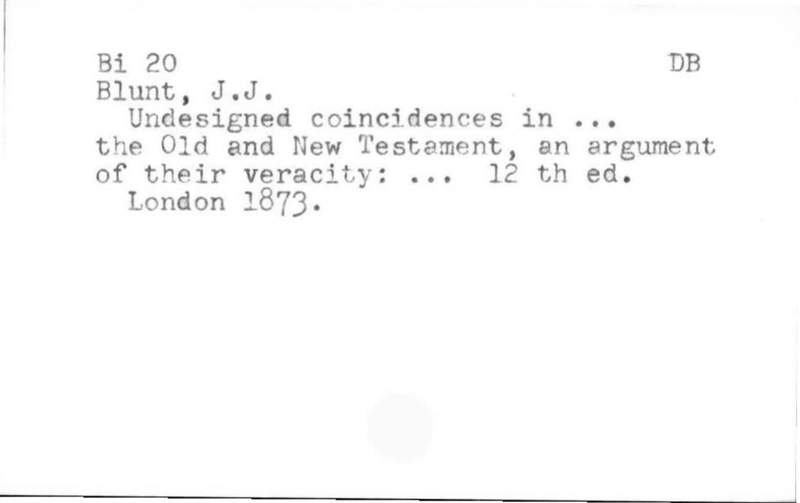 Bi 20 DB
Blunt, J.J.
Undesigned coincidences in ...
the Old and New Testament, an argument
of their veracity: ... 12 th ed.
London 1873.